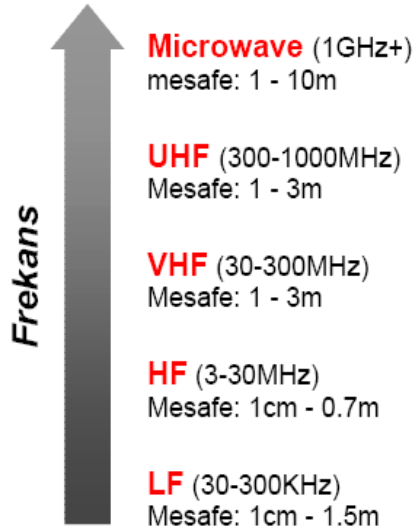 Microwave (1GHz+)
mesafe: 1 - 10m
UHF (300-1000MHz)
Mesafe: 1 - 3m
VHF (30-300MHz)
Mesafe: 1 - 3m
HF (3-30MHz)
Mesafe: 1cm - 0.7m
LF (30-300KHz)
Mesafe: 1cm - 1.5m
Frekans